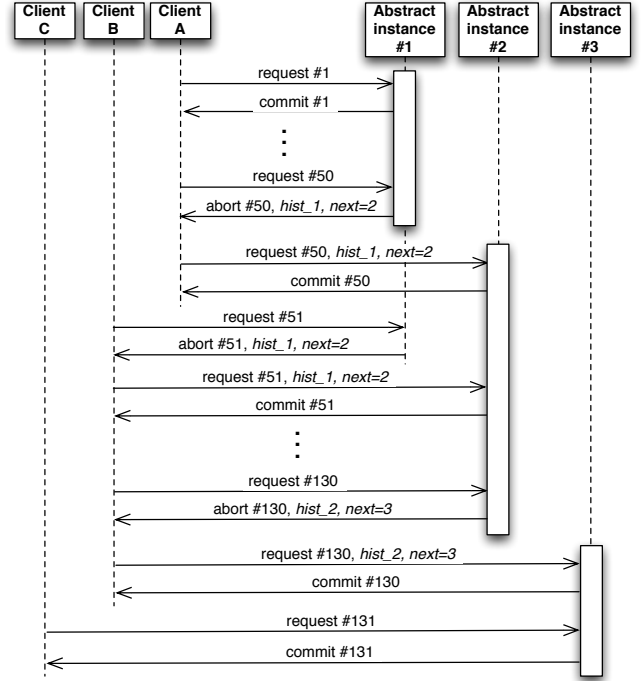 Client
C
Client
B
Client
A
Abstract
instance
#1
Abstract
instance
#2
Abstract
instance
#3
request #1
commit #1
request #50
abort #50, hist_1, next=2
request #50, hist_1, next=2
commit #50
request #51
abort #51, hist_1, next=2
request #51, hist_1, next=2
commit #51
request #130
abort #130, hist_2, next=3
request #130, hist_2, next=3
commit #130
request #131
commit #131